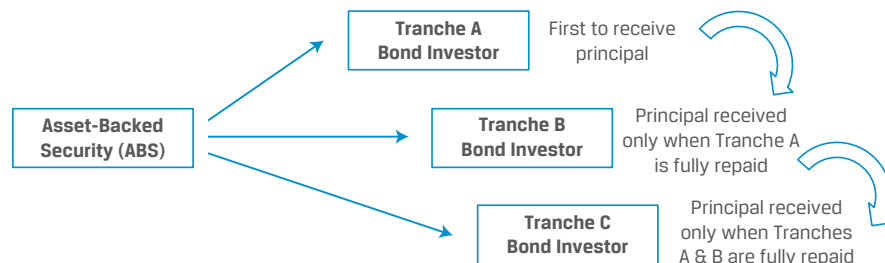 Tranche A
Bond Investor
First to receive
principal
Asset-Backed
Security (ABS)
Tranche B
Bond Investor
Principal received
only when Tranche A
is fully repaid
Tranche C
Bond Investor
Principal received
only when Tranches
A & B are fully repaid